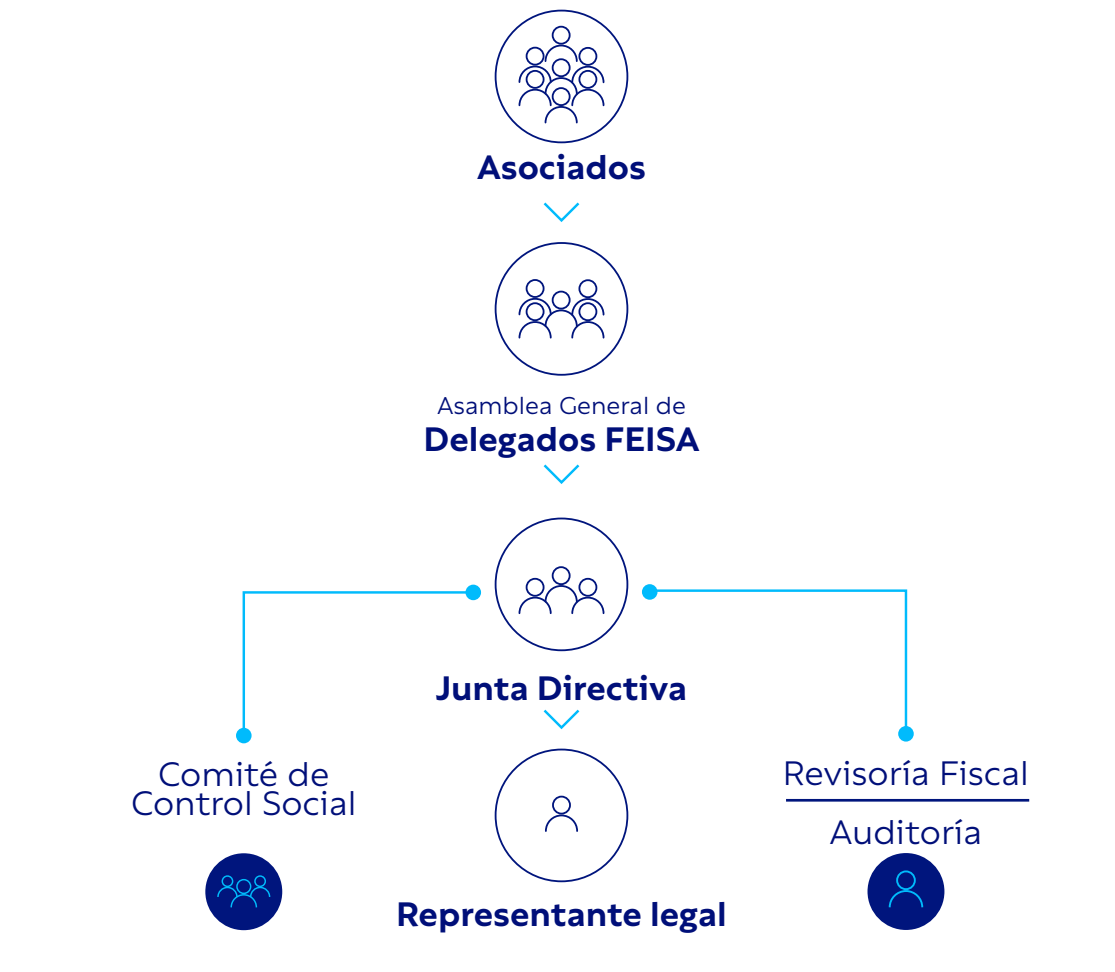 Asociados
Asamblea General de
Delegados FEISA
Junta Directiva
Comité de
Control Social
Revisoría Fiscal
Auditoría
Representante legal